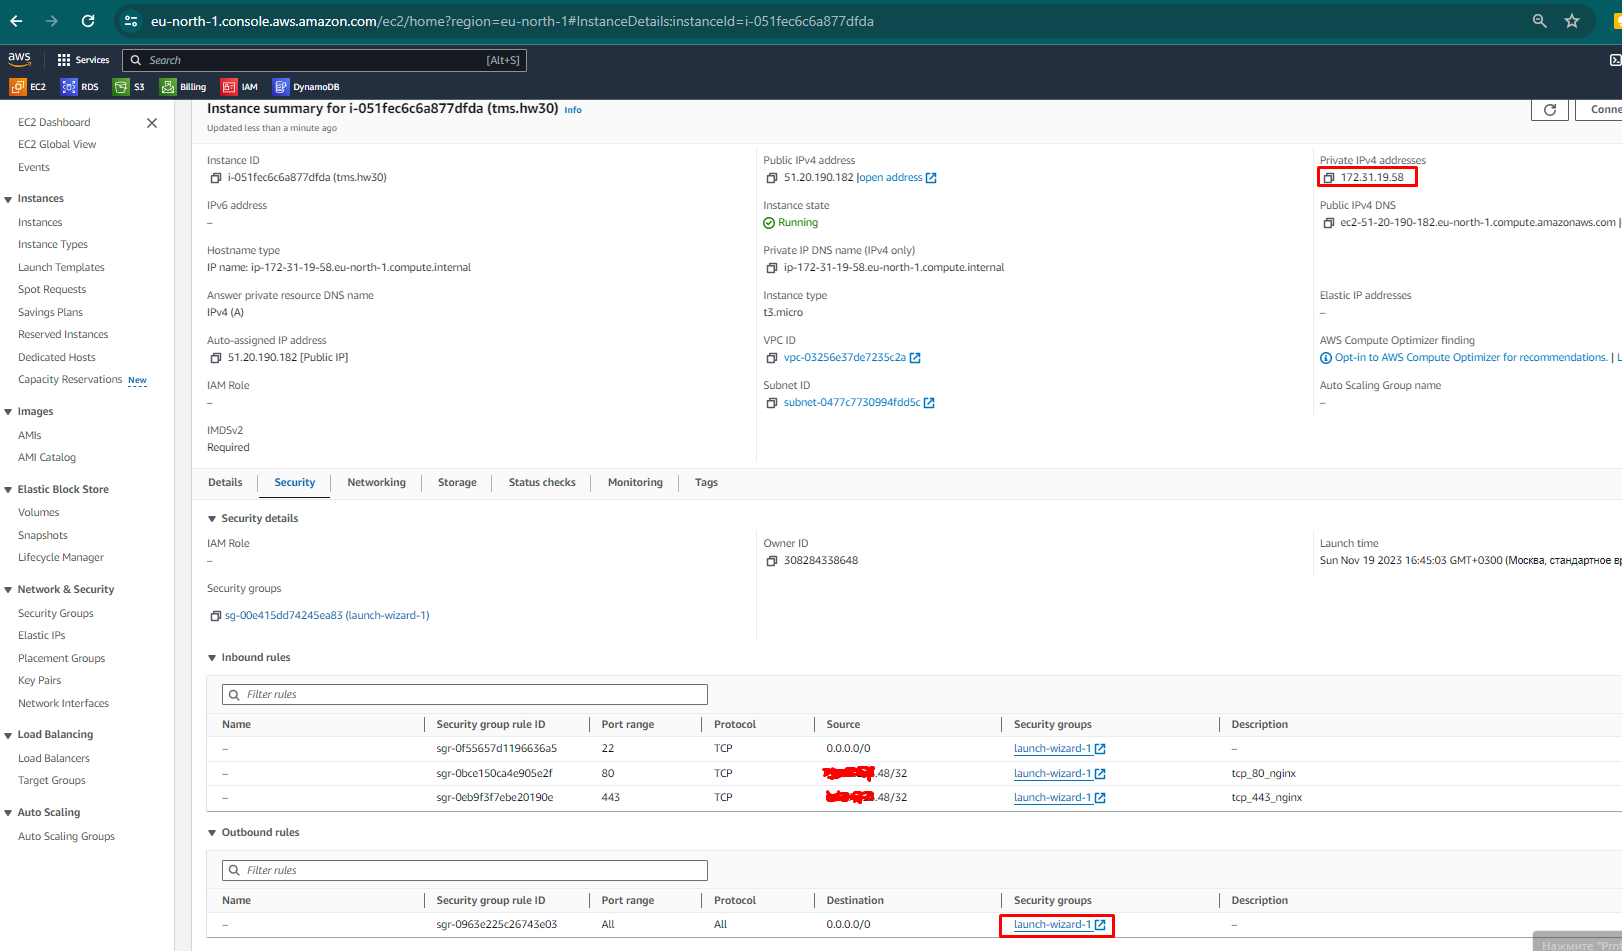 eu-north-1.console.aws.amazon.com/ec2/home?region=eu-north-1#InstanceDetails:instanceId=i-051fec6c6a877dfda
aws Services Search [Alt+S]
EC2 RDS S3 Billing IAM DynamoDB
EC2 Dashboard
EC2 Global View
Events
Instances
Instances
Instance Types
Launch Templates
Spot Requests
Savings Plans
Reserved Instances
Dedicated Hosts
Capacity Reservations New
Images
AMIs
AMI Catalog
Elastic Block Store
Volumes
Snapshots
Lifecycle Manager
Network & Security
Security Groups
Elastic IPs
Placement Groups
Key Pairs
Network Interfaces
Load Balancing
Load Balancers
Target Groups
Auto Scaling
Auto Scaling Groups
Instance summary for i-051fec6c6a877dfda (tms.hw30) Info
Updated less than a minute ago
Conne
Instance ID
i-051fec6c6a877dfda (tms.hw30)
IPv6 address
–
Hostname type
IP name: ip-172-31-19-58.eu-north-1.compute.internal
Answer private resource DNS name
IPv4 (A)
Auto-assigned IP address
51.20.190.182 [Public IP]
IAM Role
–
IMDSv2
Required
Public IPv4 address
51.20.190.182 |open address
Instance state
Running
Private IP DNS name (IPv4 only)
ip-172-31-19-58.eu-north-1.compute.internal
Instance type
t3.micro
VPC ID
vpc-03256e37de7235c2a
Subnet ID
subnet-0477c7730994fdd5c
Private IPv4 addresses
172.31.19.58
Public IPv4 DNS
ec2-51-20-190-182.eu-north-1.compute.amazonaws.com |
Elastic IP addresses
–
AWS Compute Optimizer finding
Opt-in to AWS Compute Optimizer for recommendations. | L
Auto Scaling Group name
–
Details Security Networking Storage Status checks Monitoring Tags
Security details
IAM Role
–
Owner ID
308284338648
Launch time
Sun Nov 19 2023 16:45:03 GMT+0300 (Москва, стандартное вр
Security groups
sg-00e415dd74245ea83 (launch-wizard-1)
Inbound rules
Filter rules
Name Security group rule ID Port range Protocol Source Security groups Description
– sgr-0f55657d1196636a5 22 TCP 0.0.0.0/0 launch-wizard-1 –
– sgr-0bce150ca4e905e2f 80 TCP .48/32 launch-wizard-1 tcp_80_nginx
– sgr-0eb9f3f7ebe20190e 443 TCP .48/32 launch-wizard-1 tcp_443_nginx
Outbound rules
Filter rules
Name Security group rule ID Port range Protocol Destination Security groups Description
– sgr-0963e225c26743e03 All All 0.0.0.0/0 launch-wizard-1 –
Нажмите "Prn